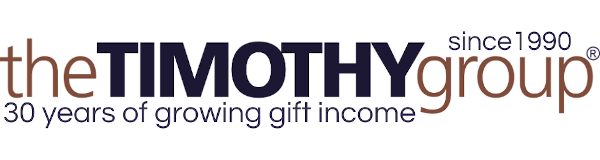 since1990
theTIMOTHYgroup®
30 years of growing gift income